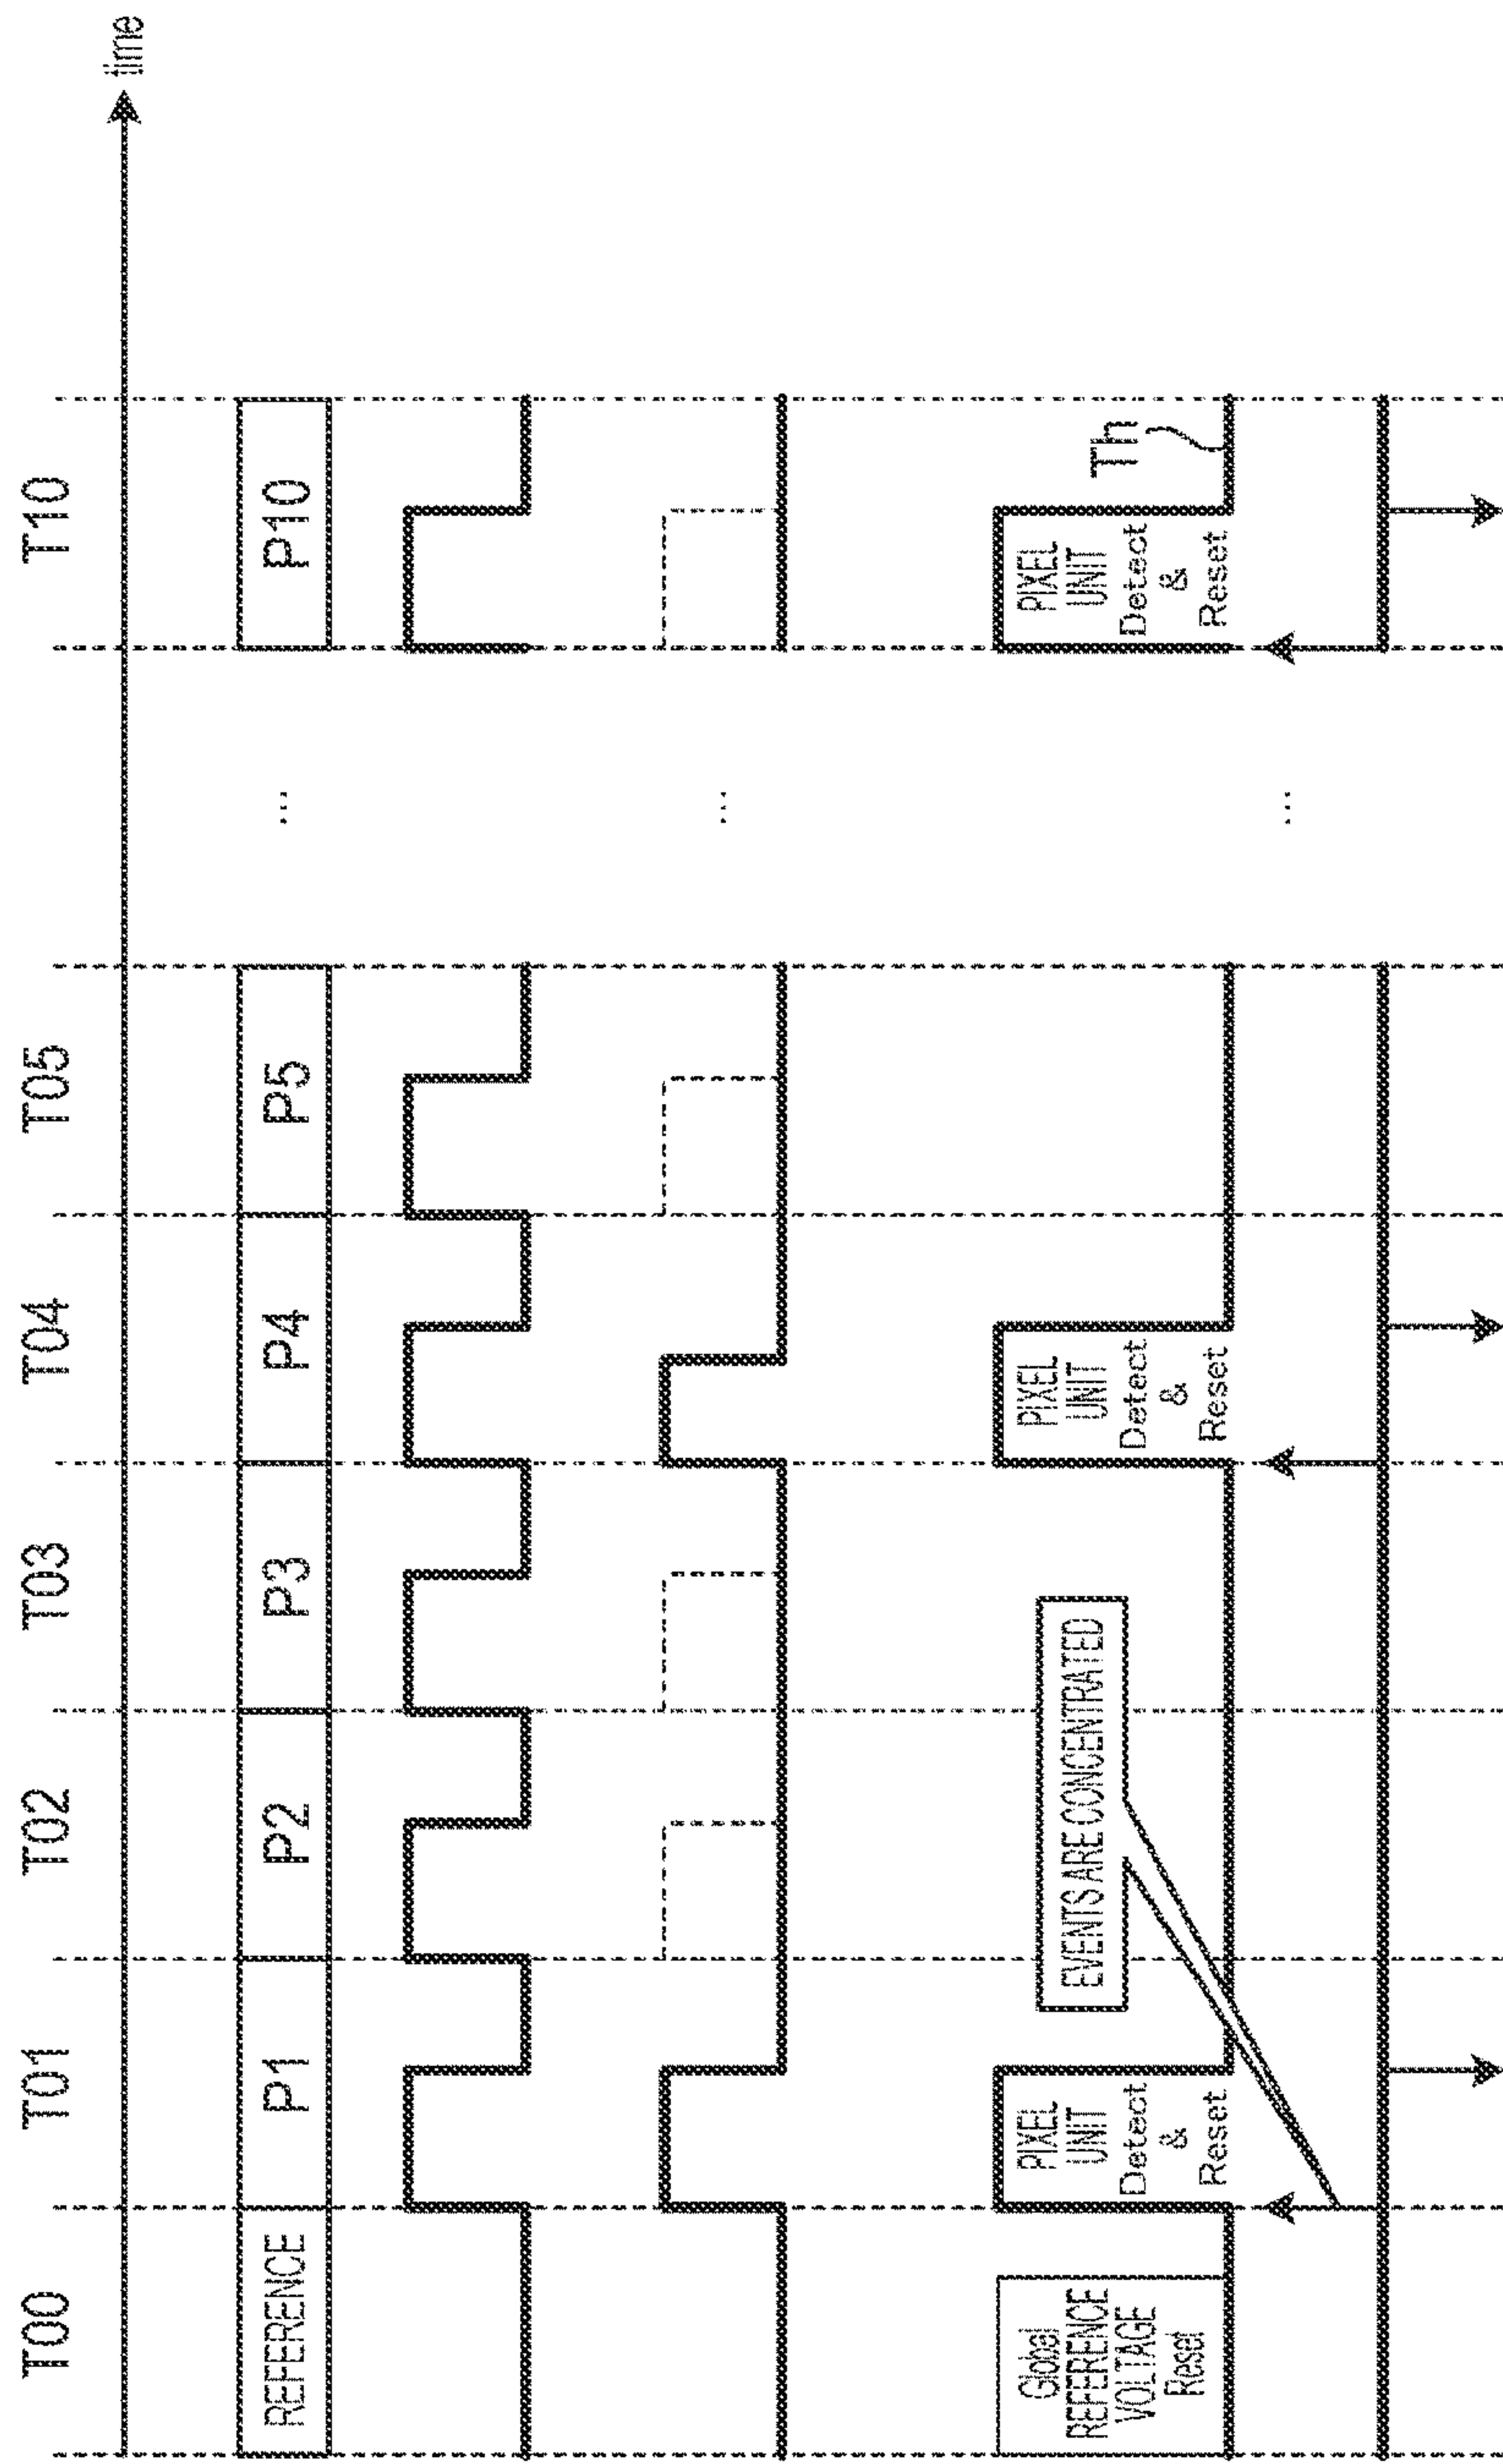 T00 T01 T02 T03 T04 T05 T10
time
REFERENCE P1 P2 P3 P4 P5 ... P10
...
Global
REFERENCE
VOLTAGE
Reset
PIXEL
UNIT
Detect
&
Reset
EVENTS ARE CONCENTRATED
PIXEL
UNIT
Detect
&
Reset
...
PIXEL
UNIT
Detect
&
Reset
Th